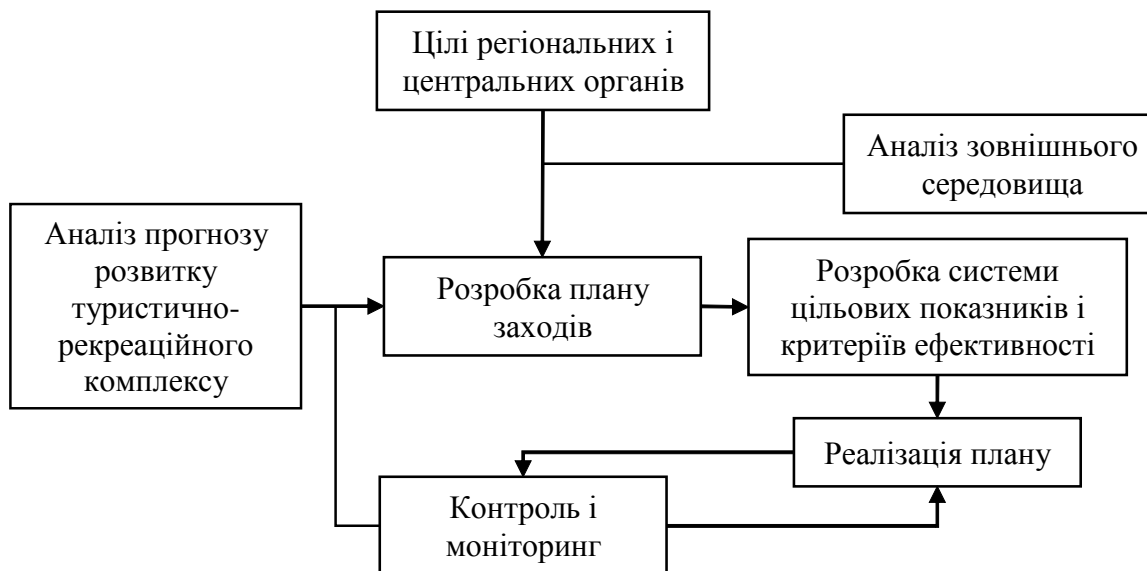 Цілі регіональних і
центральних органів
Аналіз зовнішнього
середовища
Аналіз прогнозу
розвитку
туристично-
рекреаційного
комплексу
Розробка плану
заходів
Розробка системи
цільових показників і
критеріїв ефективності
Реалізація плану
Контроль і
моніторинг